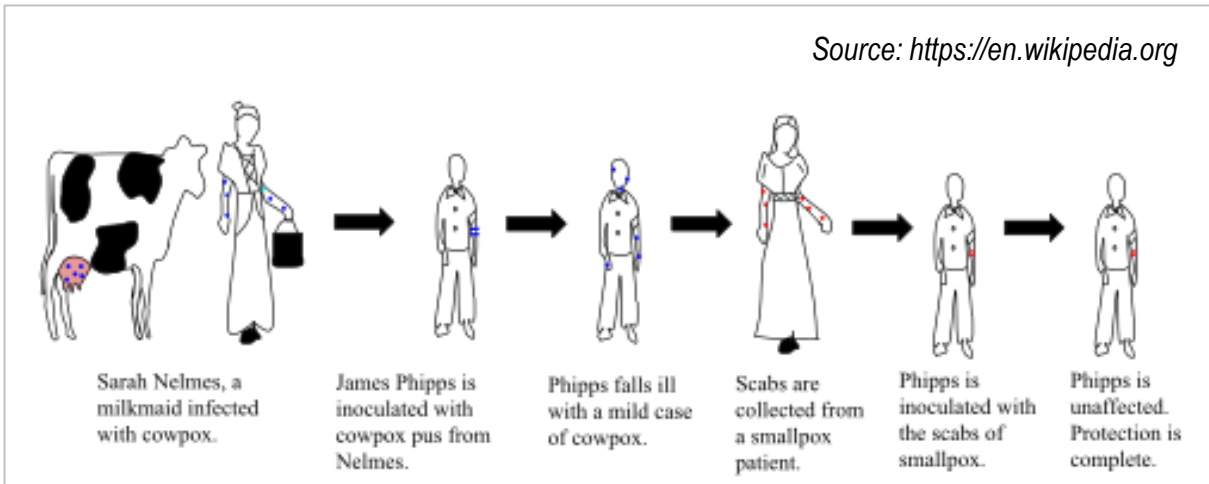 Source: https://en.wikipedia.org
Sarah Nelmes, a
milkmaid infected
with cowpox.
James Phipps is
inoculated with
cowpox pus from
Nelmes.
Phipps falls ill
with a mild case
of cowpox.
Scabs are
collected from
a smallpox
patient.
Phipps is
inoculated with
the scabs of
smallpox.
Phipps is
unaffected.
Protection is
complete.